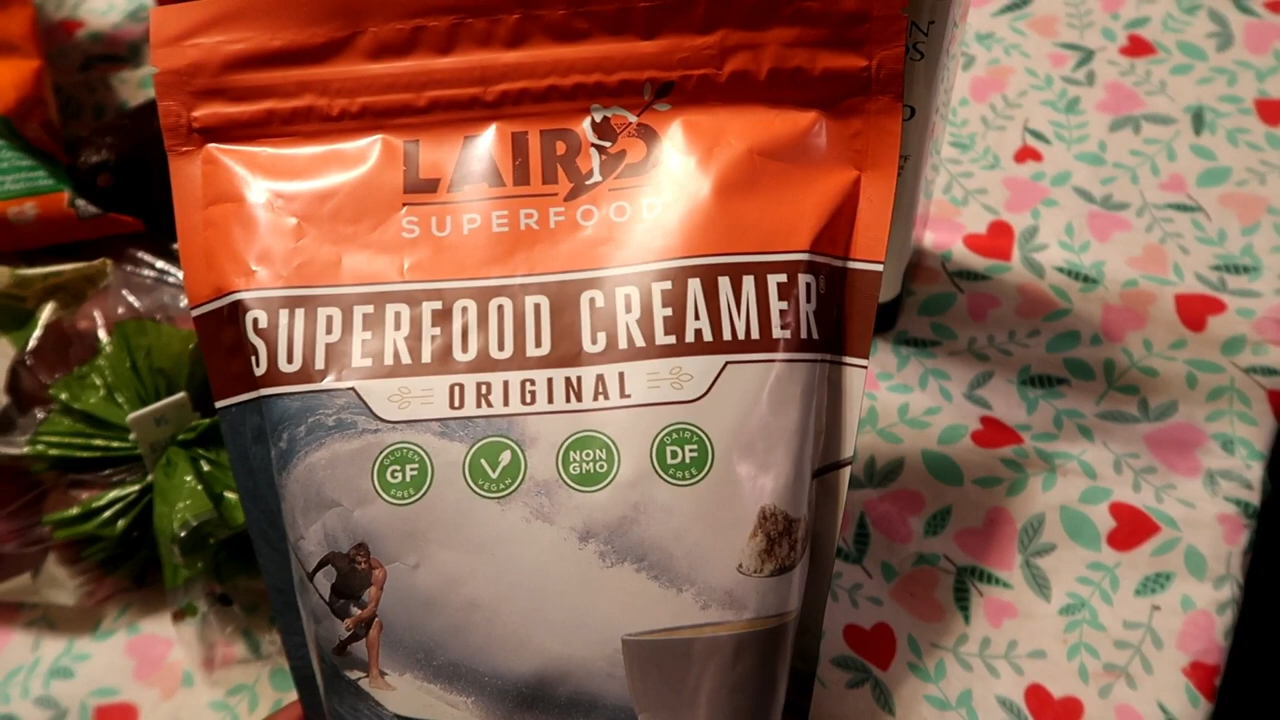 LAIRD
SUPERFOOD
SUPERFOOD CREAMER®
ORIGINAL
GLUTEN
GF
FREE
V
VEGAN
NON
GMO
DAIRY
DF
FREE